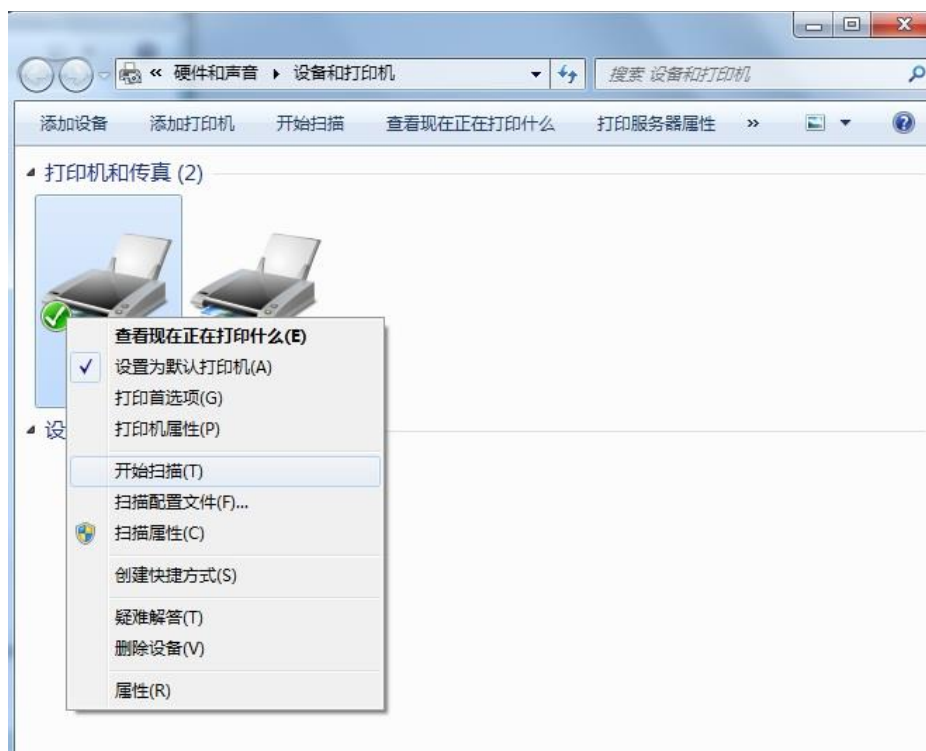 « 硬件和声音 ▸ 设备和打印机
搜索 设备和打印机
添加设备 添加打印机 开始扫描 查看现在正在打印什么 打印服务器属性 »
打印机和传真 (2)
查看现在正在打印什么(E)
设置为默认打印机(A)
打印首选项(G)
打印机属性(P)
设
开始扫描(T)
扫描配置文件(F)...
扫描属性(C)
创建快捷方式(S)
疑难解答(T)
删除设备(V)
属性(R)